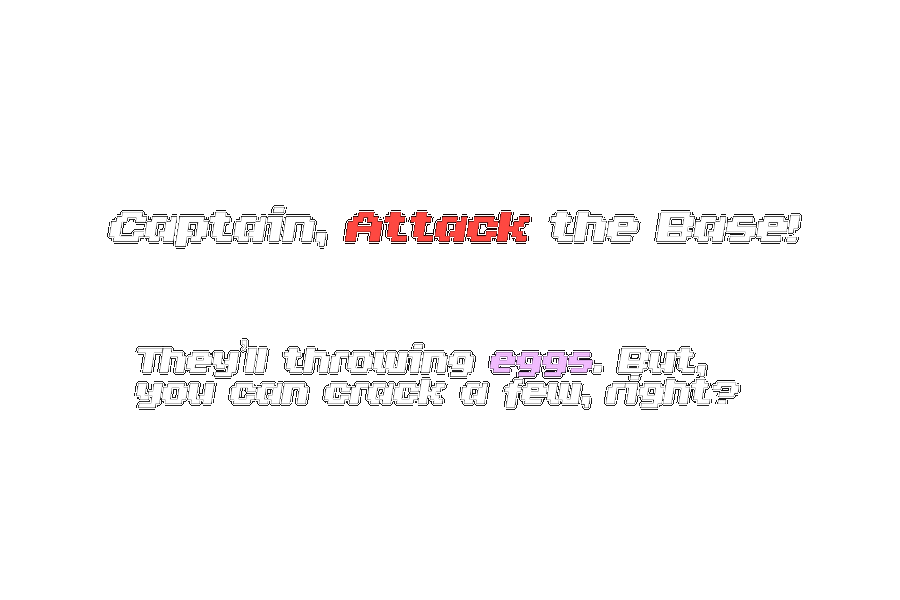 Captain, Attack the Base!
They'll throwing eggs. But,
you can crack a few, right?